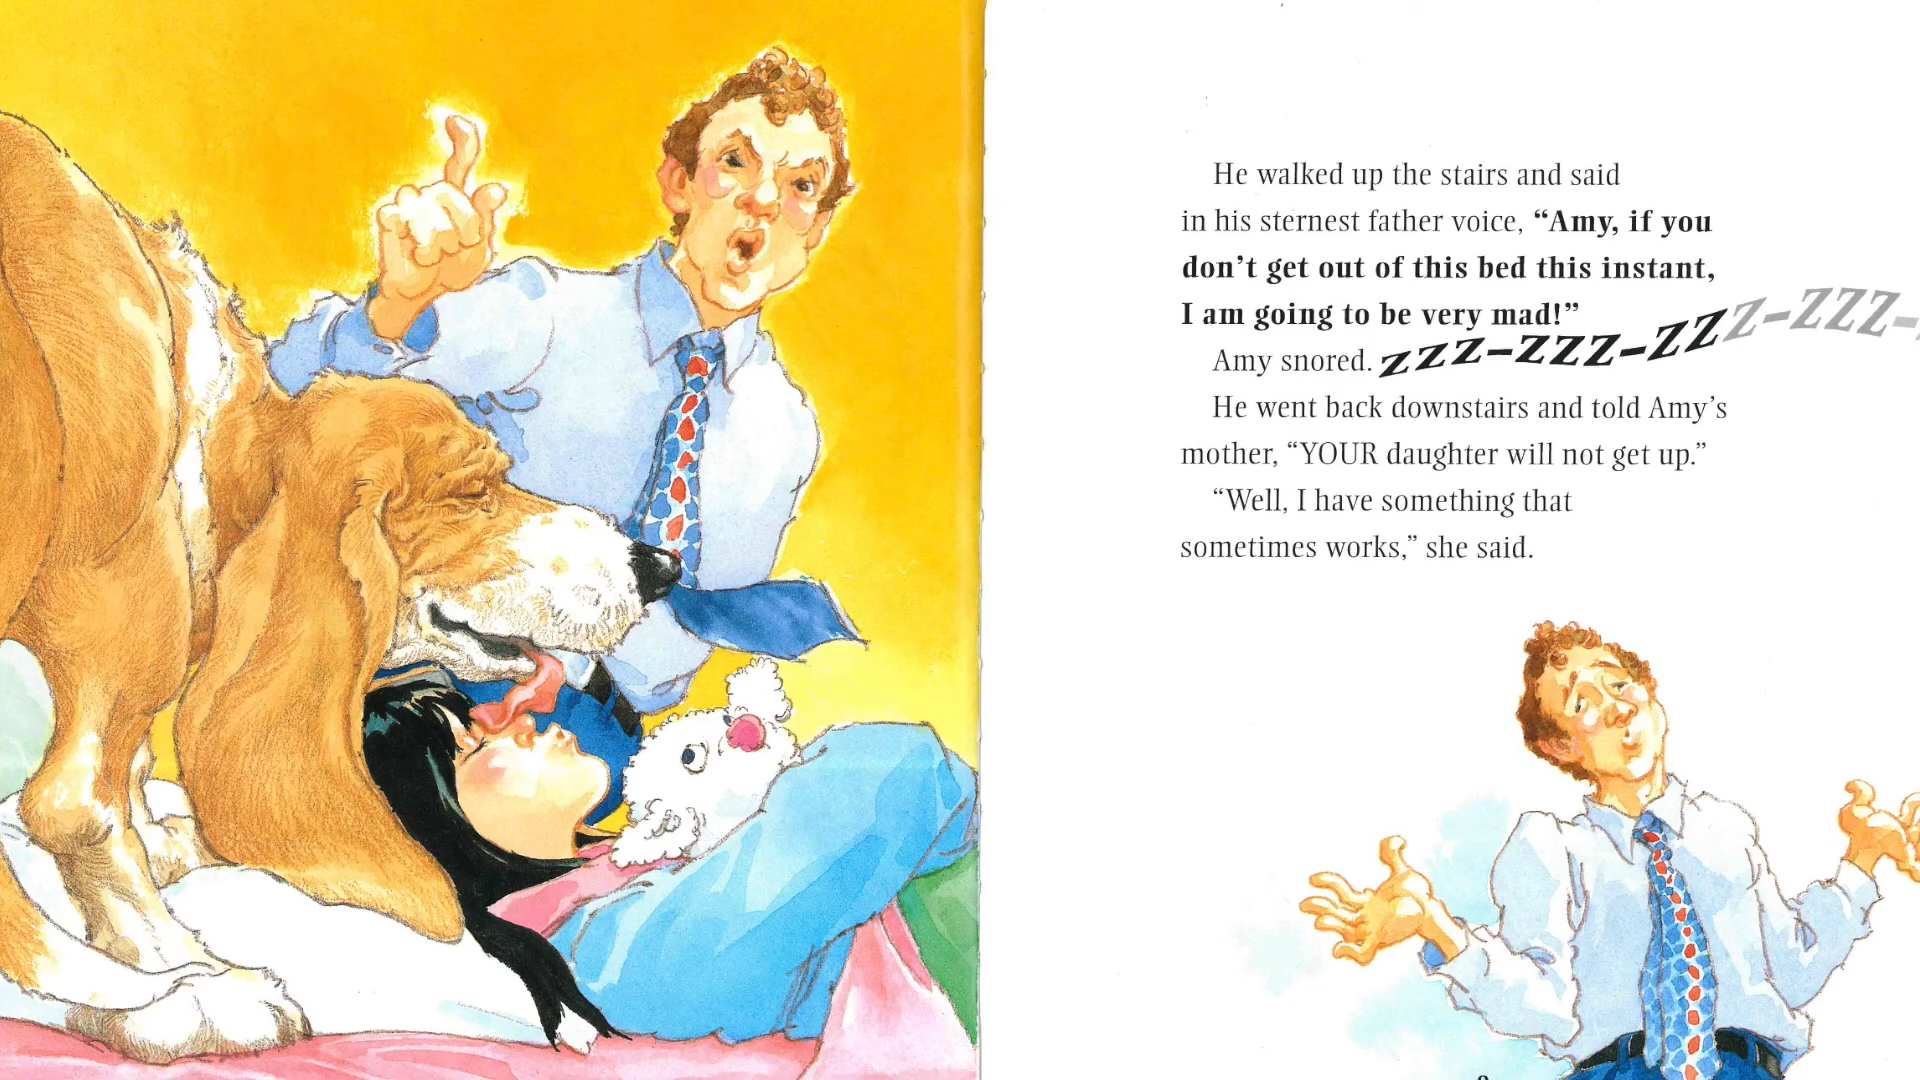 He walked up the stairs and said
in his sternest father voice, “Amy, if you
don’t get out of this bed this instant,
I am going to be very mad!”
Amy snored. ZZZ–ZZZ–ZZZ–ZZZ–
He went back downstairs and told Amy’s
mother, “YOUR daughter will not get up.”
“Well, I have something that
sometimes works,” she said.